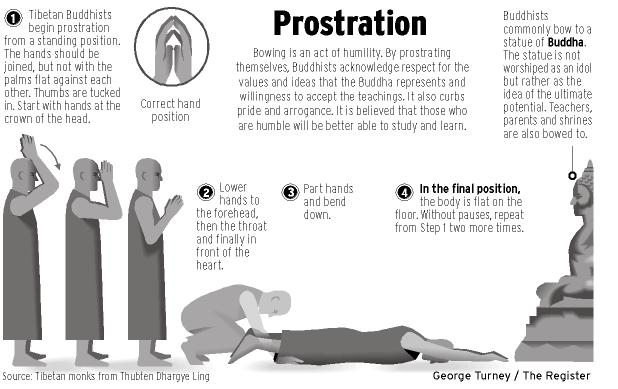 Prostration
Bowing is an act of humility. By prostrating
themselves, Buddhists acknowledge respect for the
values and ideas that the Buddha represents and
willingness to accept the teachings. It also curbs
pride and arrogance. It is believed that those who
are humble will be better able to study and learn.
1 Tibetan Buddhists
begin prostration
from a standing position.
The hands should be
joined, but not with the
palms flat against each
other. Thumbs are tucked
in. Start with hands at the
crown of the head.
Correct hand
position
Buddhists
commonly bow to a
statue of Buddha.
The statue is not
worshiped as an idol
but rather as the
idea of the ultimate
potential. Teachers,
parents and shrines
are also bowed to.
2 Lower
hands to
the forehead,
then the throat
and finally in
front of the
heart.
3 Part hands
and bend
down.
4 In the final position,
the body is flat on the
floor. Without pauses, repeat
from Step 1 two more times.
Source: Tibetan monks from Thubten Dhargye Ling
George Turney / The Register